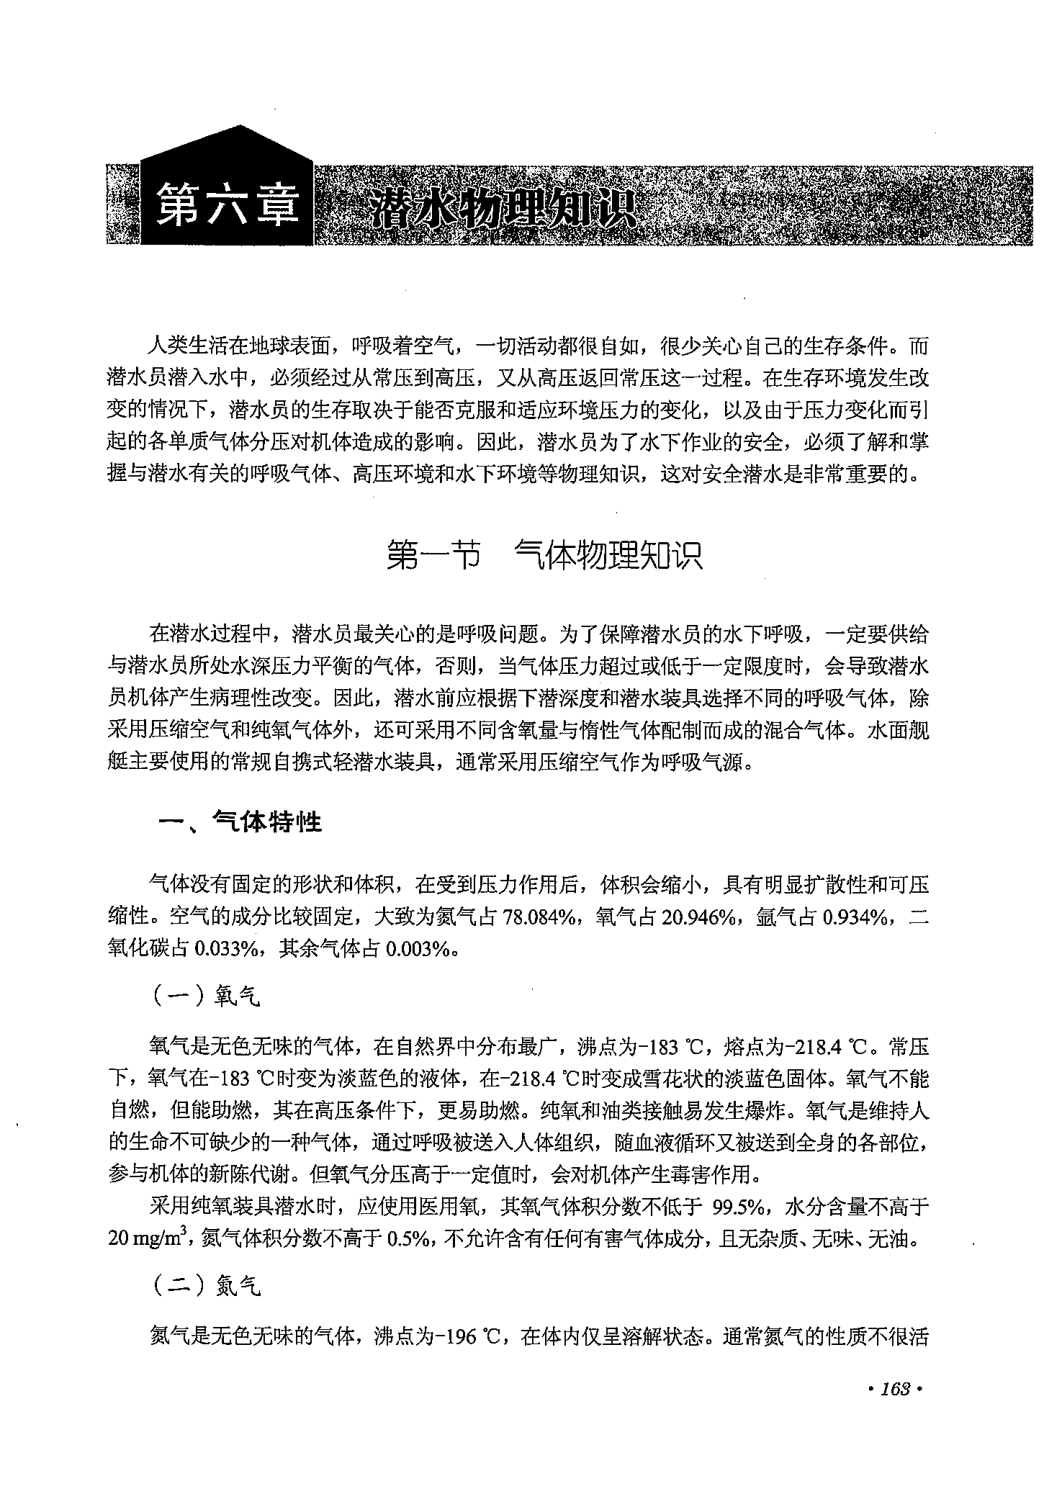 第六章 潜水物理知识
人类生活在地球表面，呼吸着空气，一切活动都很自如，很少关心自己的生存条件。而
潜水员潜入水中，必须经过从常压到高压，又从高压返回常压这一过程。在生存环境发生改
变的情况下，潜水员的生存取决于能否克服和适应环境压力的变化，以及由于压力变化而引
起的各单质气体分压对机体造成的影响。因此，潜水员为了水下作业的安全，必须了解和掌
握与潜水有关的呼吸气体、高压环境和水下环境等物理知识，这对安全潜水是非常重要的。
第一节 气体物理知识
在潜水过程中，潜水员最关心的是呼吸问题。为了保障潜水员的水下呼吸，一定要供给
与潜水员所处水深压力平衡的气体，否则，当气体压力超过或低于一定限度时，会导致潜水
员机体产生病理性改变。因此，潜水前应根据下潜深度和潜水装具选择不同的呼吸气体，除
采用压缩空气和纯氧气体外，还可采用不同含氧量与惰性气体配制而成的混合气体。水面舰
艇主要使用的常规自携式轻潜水装具，通常采用压缩空气作为呼吸气源。
一、气体特性
气体没有固定的形状和体积，在受到压力作用后，体积会缩小，具有明显扩散性和可压
缩性。空气的成分比较固定，大致为氮气占 78.084%，氧气占 20.946%，氩气占 0.934%，二
氧化碳占 0.033%，其余气体占 0.003%。
（一）氧气
氧气是无色无味的气体，在自然界中分布最广，沸点为-183 ℃，熔点为-218.4 ℃。常压
下，氧气在-183 ℃时变为淡蓝色的液体，在-218.4 ℃时变成雪花状的淡蓝色固体。氧气不能
自燃，但能助燃，其在高压条件下，更易助燃。纯氧和油类接触易发生爆炸。氧气是维持人
的生命不可缺少的一种气体，通过呼吸被送入人体组织，随血液循环又被送到全身的各部位，
参与机体的新陈代谢。但氧气分压高于一定值时，会对机体产生毒害作用。
采用纯氧装具潜水时，应使用医用氧，其氧气体积分数不低于 99.5%，水分含量不高于
20 mg/m³，氮气体积分数不高于 0.5%，不允许含有任何有害气体成分，且无杂质、无味、无油。
（二）氮气
氮气是无色无味的气体，沸点为-196 ℃，在体内仅呈溶解状态。通常氮气的性质不很活
·163·